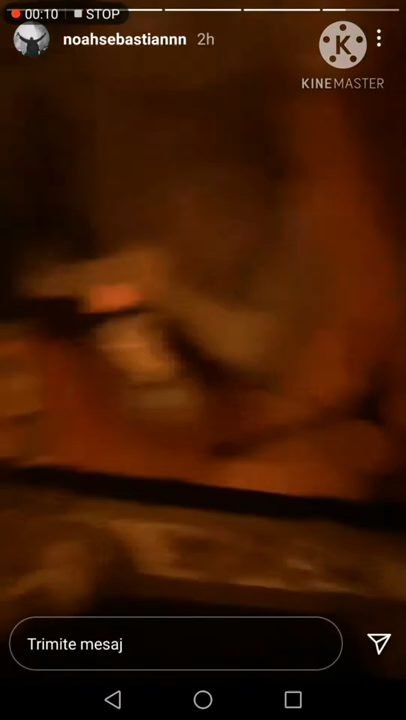 00:10 STOP
noahsebastiannn 2h
K
KINEMASTER
Trimite mesaj